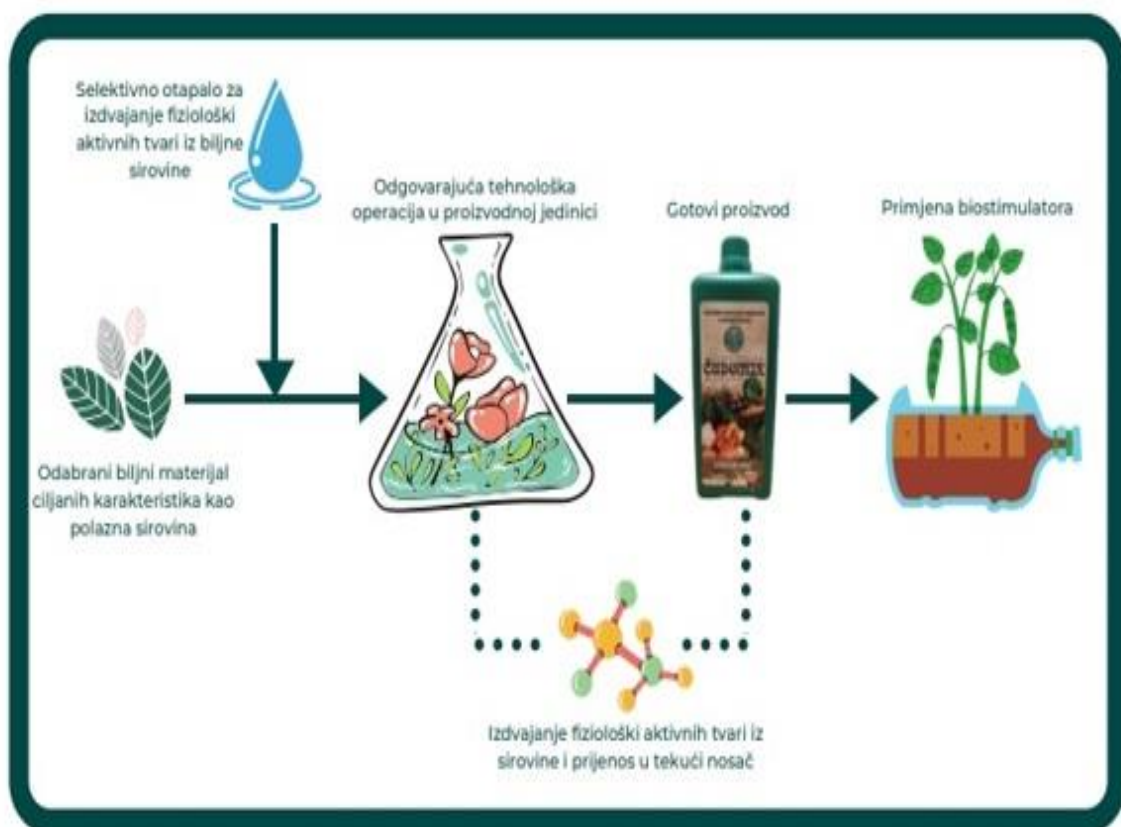 Selektivno otapalo za
izdvajanje fiziološki
aktivnih tvari iz biljne
sirovine
Odgovarajuća tehnološka
operacija u proizvodnoj jedinici
Gotovi proizvod
Primjena biostimulatora
Odabrani biljni materijal
ciljanih karakteristika kao
polazna sirovina
Izdvajanje fiziološki aktivnih tvari iz
sirovine i prijenos u tekući nosač